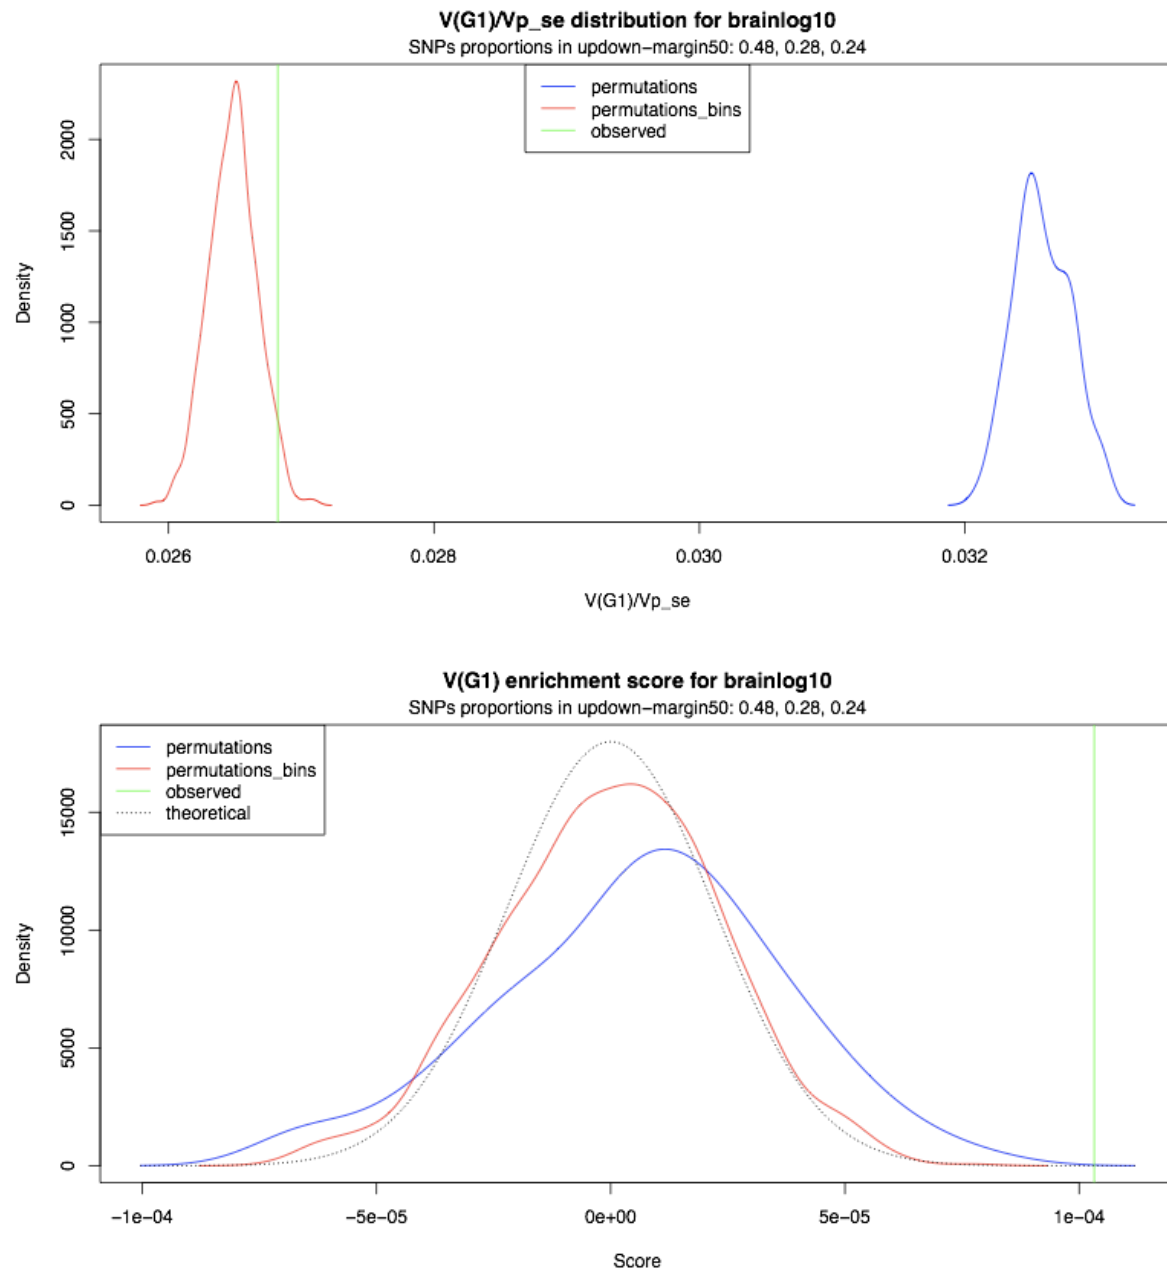 V(G1)/Vp_se distribution for brainlog10
SNPs proportions in updown−margin50: 0.48, 0.28, 0.24
permutations
permutations_bins
observed
Density
0
500
1000
1500
2000
0.026
0.028
0.030
0.032
V(G1)/Vp_se
V(G1) enrichment score for brainlog10
SNPs proportions in updown−margin50: 0.48, 0.28, 0.24
permutations
permutations_bins
observed
theoretical
Density
0
5000
10000
15000
−1e−04
−5e−05
0e+00
5e−05
1e−04
Score